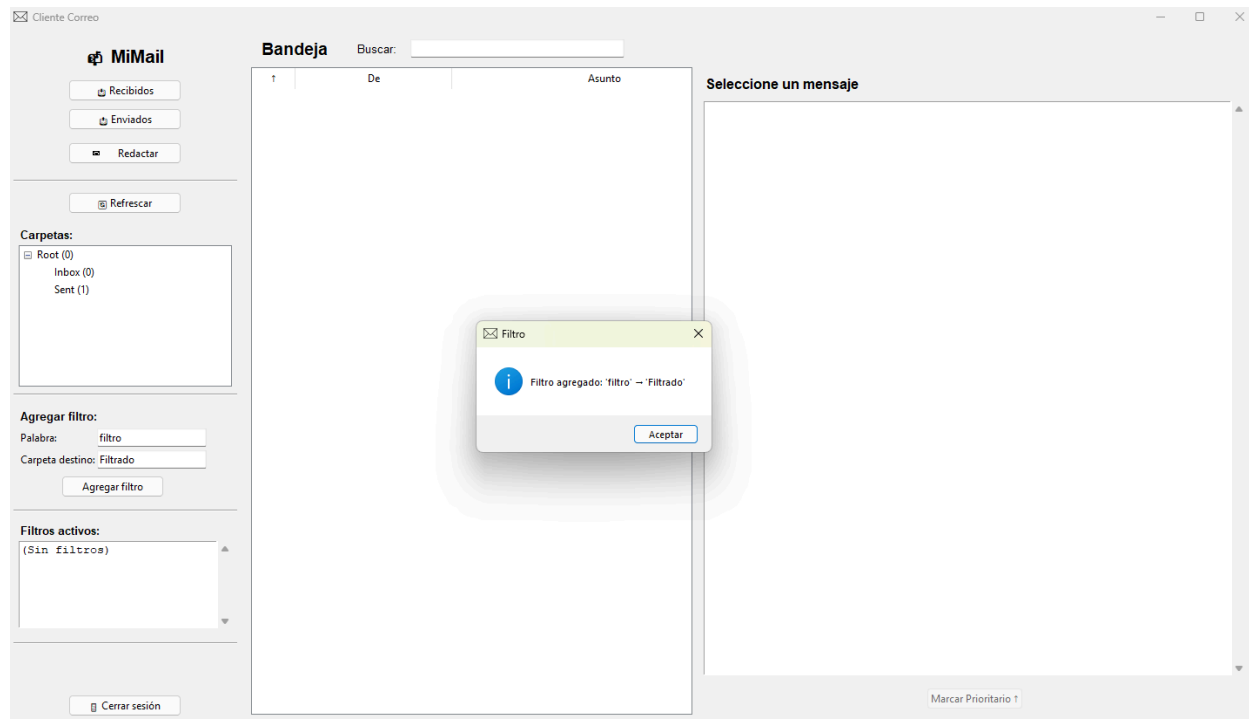 Cliente Correo
MiMail
Recibidos
Enviados
Redactar
Refrescar
Carpetas:
Root (0)
Inbox (0)
Sent (1)
Agregar filtro:
Palabra: filtro
Carpeta destino: Filtrado
Agregar filtro
Filtros activos:
(Sin filtros)
Cerrar sesión
Bandeja Buscar:
↑ De Asunto
Seleccione un mensaje
Filtro
Filtro agregado: 'filtro' → 'Filtrado'
Aceptar
Marcar Prioritario ↑